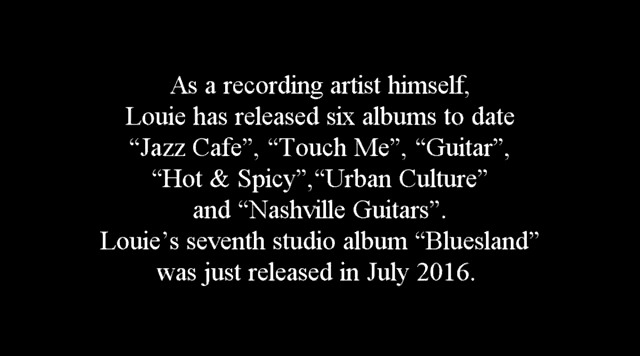 As a recording artist himself,
Louie has released six albums to date
“Jazz Cafe”, “Touch Me”, “Guitar”,
“Hot & Spicy”,“Urban Culture”
and “Nashville Guitars”.
Louie’s seventh studio album “Bluesland”
was just released in July 2016.